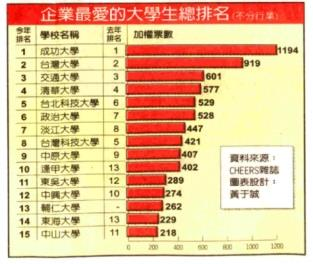 企業最愛的大學生總排名(不分行業)
今年排名 學校名稱 去年排名 加權票數
1 成功大學 1 1194
2 台灣大學 2 919
3 交通大學 3 601
4 清華大學 4 577
5 台北科技大學 6 529
6 政治大學 7 528
7 淡江大學 8 447
8 台灣科技大學 5 421
9 中原大學 9 407
10 逢甲大學 13 402
11 東吳大學 12 289
12 中興大學 10 274
13 輔仁大學 - 262
14 東海大學 13 229
15 中山大學 11 218
資料來源：
CHEERS雜誌
圖表設計：
黃于誠
0 200 400 600 800 1000 1200